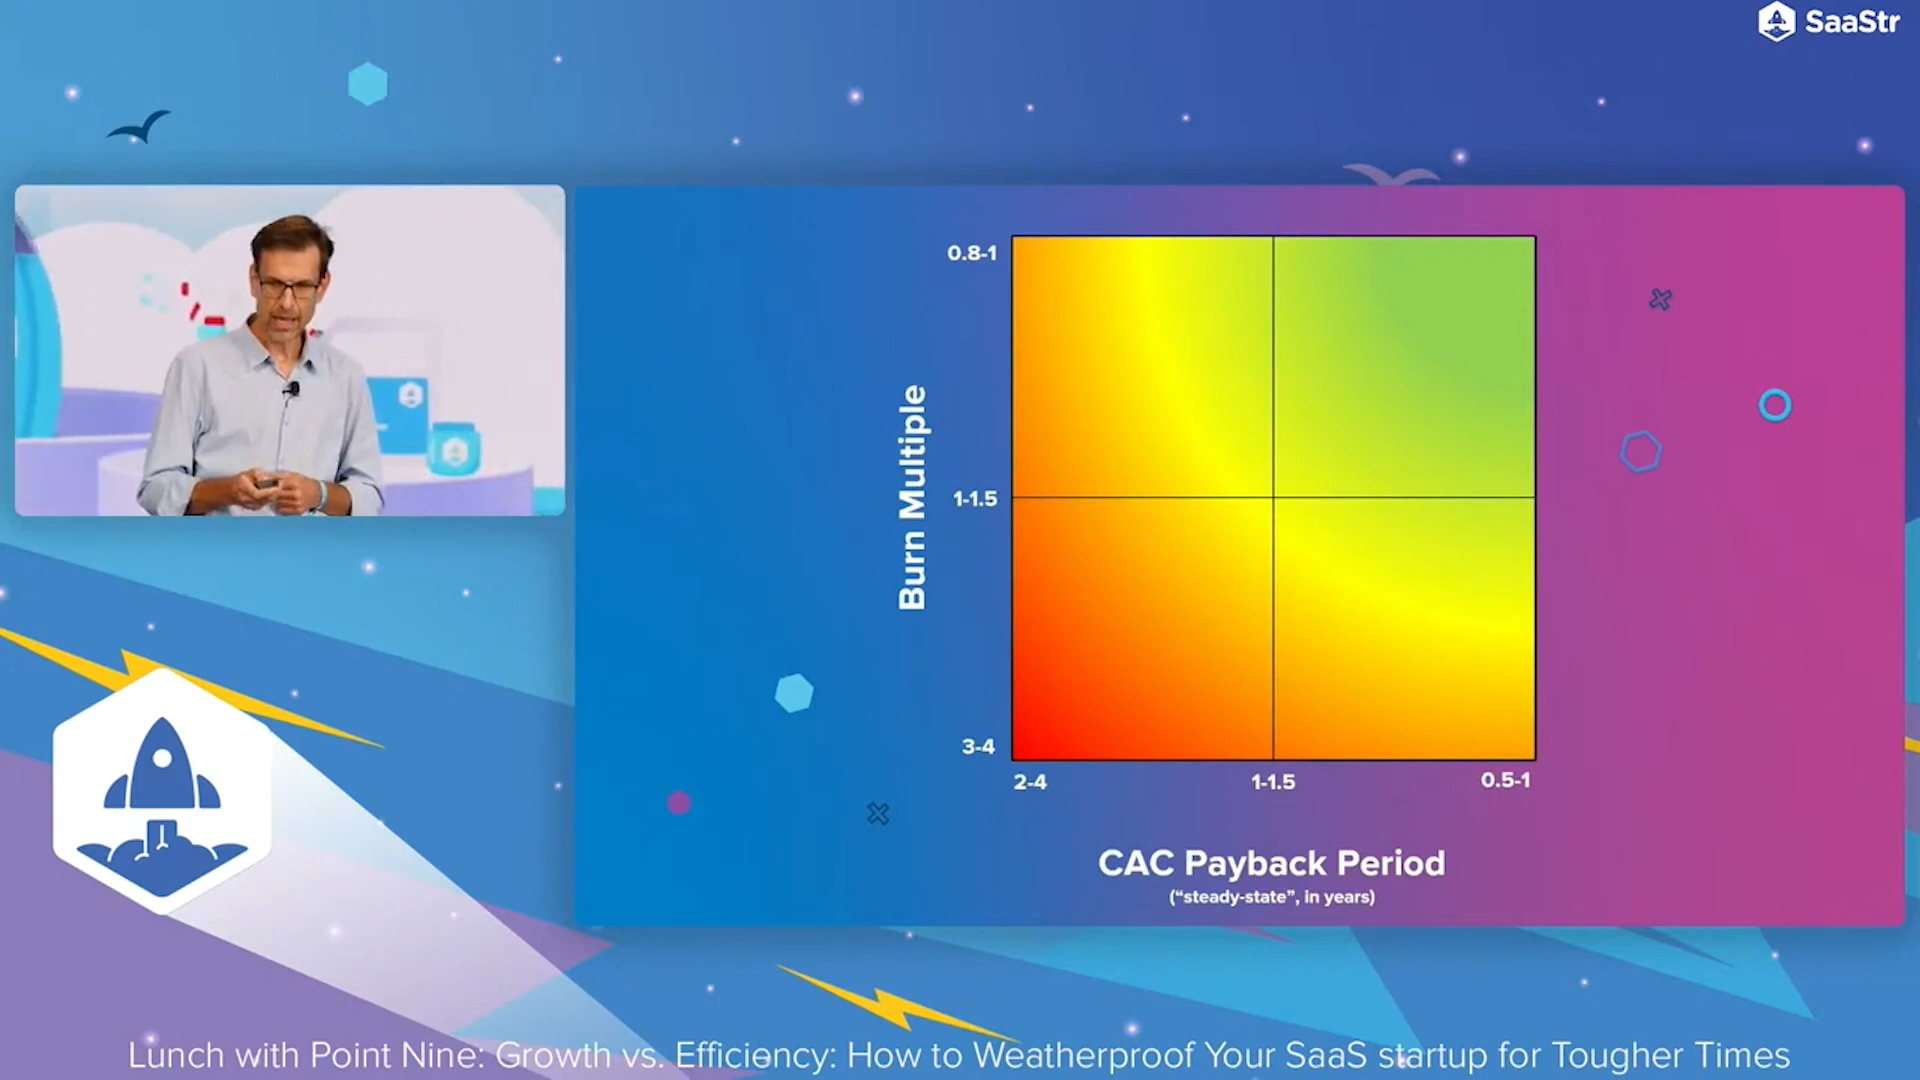 SaaStr
Burn Multiple
0.8-1
1-1.5
3-4
2-4
1-1.5
0.5-1
CAC Payback Period
(“steady-state”, in years)
Lunch with Point Nine: Growth vs. Efficiency: How to Weatherproof Your SaaS startup for Tougher Times